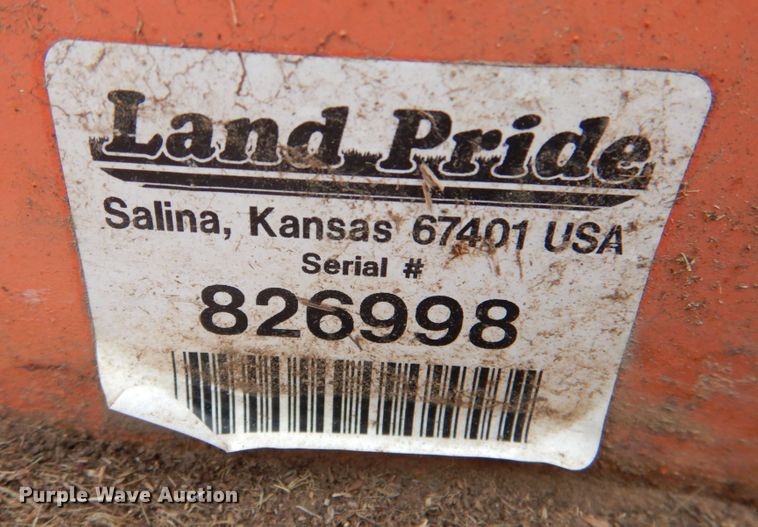 Land Pride
Salina, Kansas 67401 USA
Serial #
826998
Purple Wave Auction